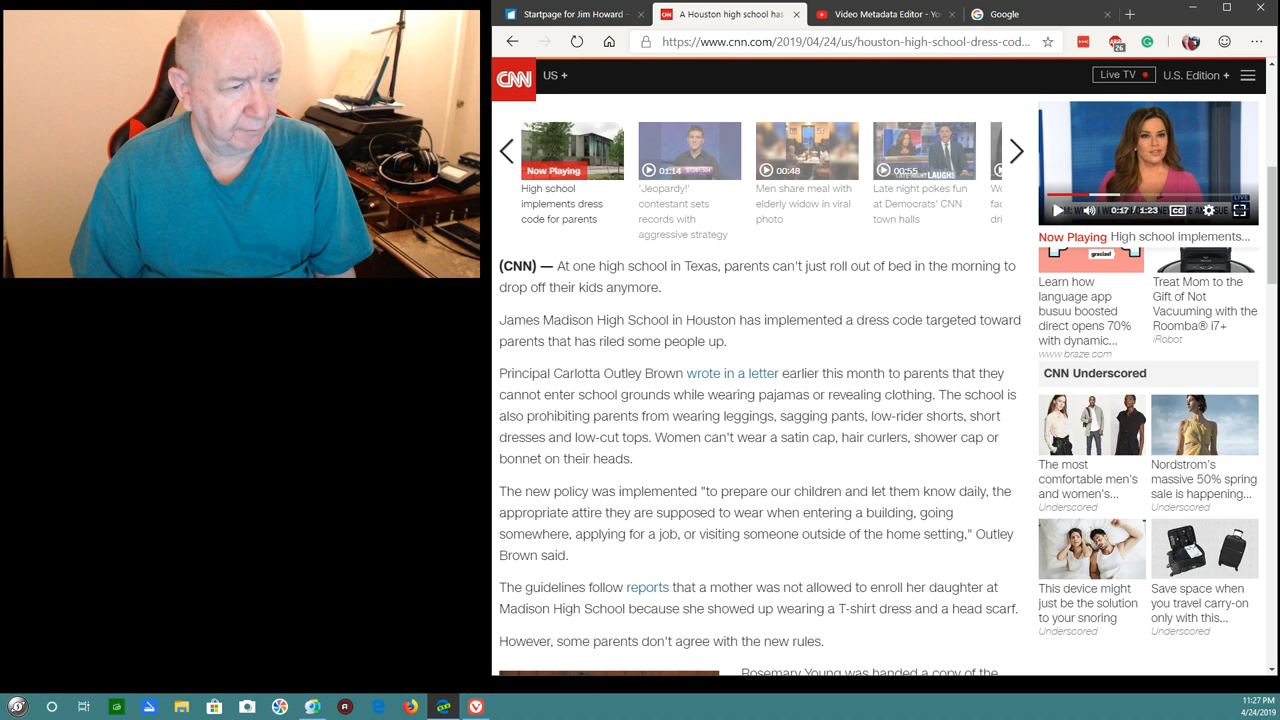 Startpage for Jim Howard -
A Houston high school has
Video Metadata Editor - Yo
Google
https://www.cnn.com/2019/04/24/us/houston-high-school-dress-cod...
26
CNN
US +
Live TV
U.S. Edition +
Now Playing
High school
implements dress
code for parents
01:14
'Jeopardy!'
contestant sets
records with
aggressive strategy
00:48
Men share meal with
elderly widow in viral
photo
LATE NIGHT LAUGHS
00:55
Late night pokes fun
at Democrats' CNN
town halls
Wo
fac
dri
(CNN) — At one high school in Texas, parents can't just roll out of bed in the morning to
drop off their kids anymore.
James Madison High School in Houston has implemented a dress code targeted toward
parents that has riled some people up.
Principal Carlotta Outley Brown wrote in a letter earlier this month to parents that they
cannot enter school grounds while wearing pajamas or revealing clothing. The school is
also prohibiting parents from wearing leggings, sagging pants, low-rider shorts, short
dresses and low-cut tops. Women can't wear a satin cap, hair curlers, shower cap or
bonnet on their heads.
The new policy was implemented "to prepare our children and let them know daily, the
appropriate attire they are supposed to wear when entering a building, going
somewhere, applying for a job, or visiting someone outside of the home setting," Outley
Brown said.
The guidelines follow reports that a mother was not allowed to enroll her daughter at
Madison High School because she showed up wearing a T-shirt dress and a head scarf.
However, some parents don't agree with the new rules.
Rosemary Young was handed a copy of the
LIVE
0:17 / 1:23
CC
Now Playing High school implements...
gracias!
Learn how
language app
busuu boosted
direct opens 70%
with dynamic...
www.braze.com
Treat Mom to the
Gift of Not
Vacuuming with the
Roomba® i7+
iRobot
CNN Underscored
The most
comfortable men's
and women's...
Underscored
Nordstrom's
massive 50% spring
sale is happening...
Underscored
This device might
just be the solution
to your snoring
Underscored
Save space when
you travel carry-on
only with this...
Underscored
11:27 PM
4/24/2019